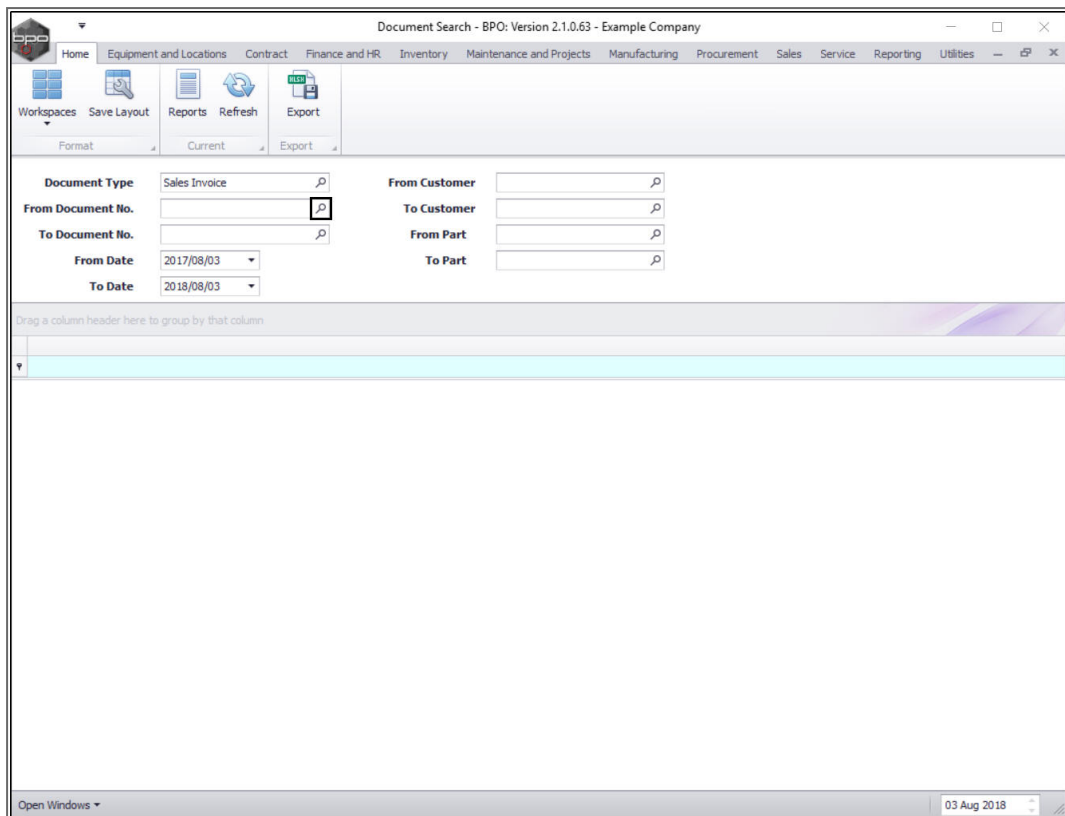 Document Search - BPO: Version 2.1.0.63 - Example Company
bpo
Home Equipment and Locations Contract Finance and HR Inventory Maintenance and Projects Manufacturing Procurement Sales Service Reporting Utilities
Workspaces Save Layout Reports Refresh XLSX Export
Format Current Export
Document Type Sales Invoice From Customer
From Document No. To Customer
To Document No. From Part
From Date 2017/08/03 To Part
To Date 2018/08/03
Drag a column header here to group by that column
Open Windows 03 Aug 2018